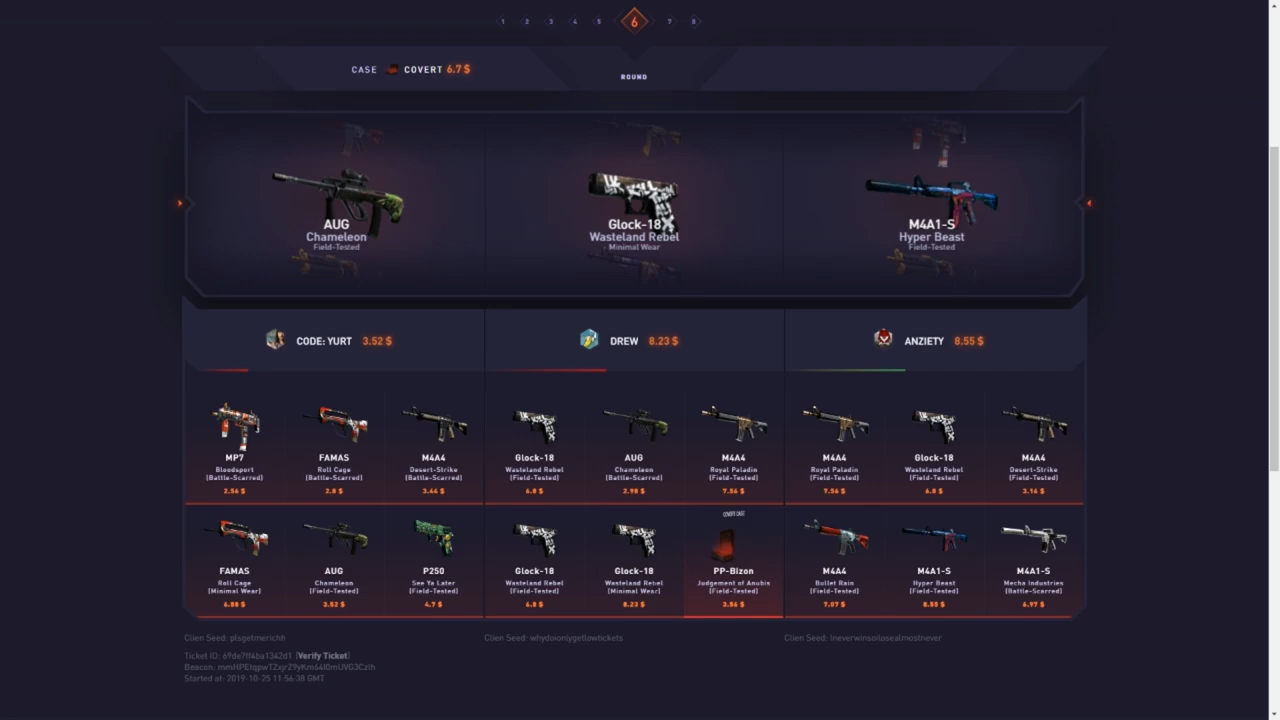 1 2 3 4 5 6 7 8
CASE COVERT 6.7 $
ROUND
AUG
Chameleon
Field-Tested
Glock-18
Wasteland Rebel
Minimal Wear
M4A1-S
Hyper Beast
Field-Tested
CODE: YURT 3.52 $
DREW 8.23 $
ANZIETY 8.55 $
MP7
Bloodsport
(Battle-Scarred)
2.56 $
FAMAS
Roll Cage
(Battle-Scarred)
2.8 $
M4A4
Desert-Strike
(Battle-Scarred)
3.46 $
Glock-18
Wasteland Rebel
(Field-Tested)
6.8 $
AUG
Chameleon
(Battle-Scarred)
2.98 $
M4A4
Royal Paladin
(Field-Tested)
7.56 $
M4A4
Royal Paladin
(Field-Tested)
7.56 $
Glock-18
Wasteland Rebel
(Field-Tested)
6.8 $
M4A4
Desert-Strike
(Battle-Scarred)
3.16 $
FAMAS
Roll Cage
(Minimal Wear)
6.88 $
AUG
Chameleon
(Field-Tested)
3.52 $
P250
See Ya Later
(Field-Tested)
4.7 $
Glock-18
Wasteland Rebel
(Field-Tested)
6.8 $
Glock-18
Wasteland Rebel
(Minimal Wear)
8.23 $
COVERT CASE
PP-Bizon
Judgement of Anubis
(Field-Tested)
3.56 $
M4A4
Bullet Rain
(Field-Tested)
7.07 $
M4A1-S
Hyper Beast
(Field-Tested)
8.55 $
M4A1-S
Mecha Industries
(Battle-Scarred)
6.97 $
Clien Seed: plsgetmerichh
Clien Seed: whydoionlygetlowtickets
Clien Seed: ineverwinsoilosealmostnever
Ticket ID: 69de7ff4ba1342d1 (Verify Ticket)
Beacon:
Started at: 2019-10-25 11:56:38 GMT